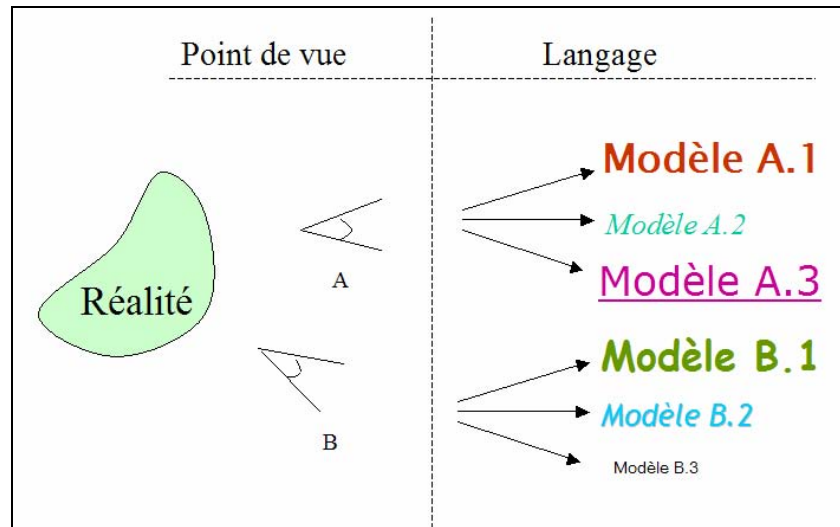 Point de vue
Langage
Réalité
A
B
Modèle A.1
Modèle A.2
Modèle A.3
Modèle B.1
Modèle B.2
Modèle B.3